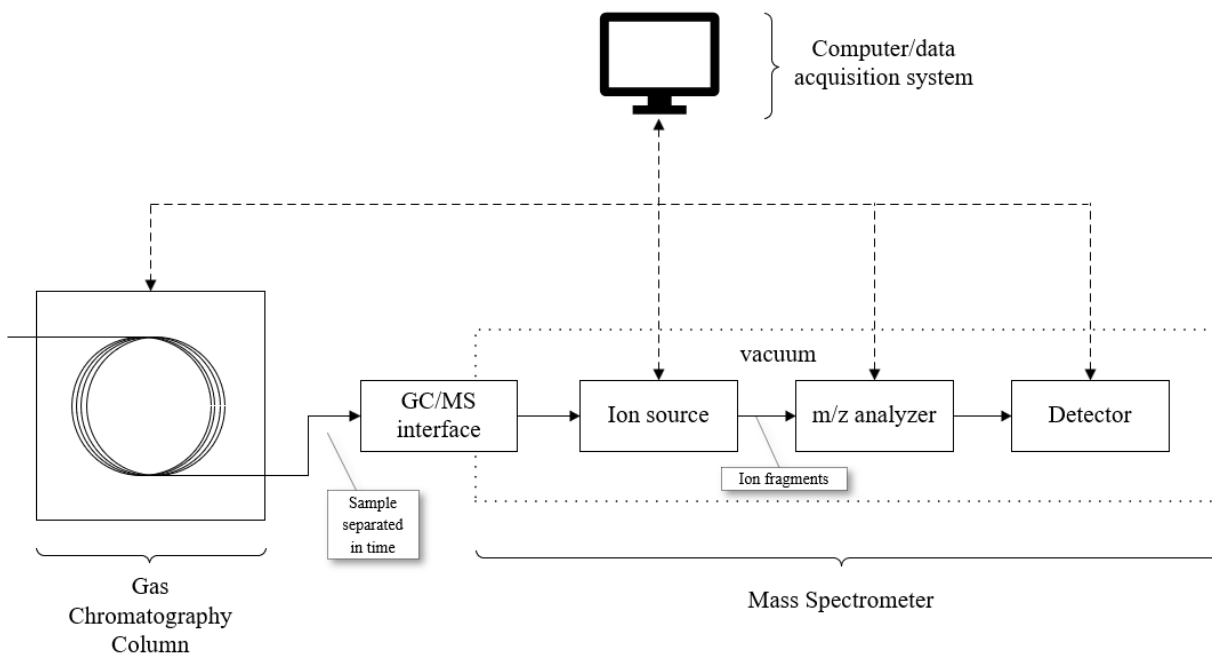 Computer/data
acquisition system
vacuum
GC/MS
interface
Ion source
m/z analyzer
Detector
Ion fragments
Sample
separated
in time
Gas
Chromatography
Column
Mass Spectrometer